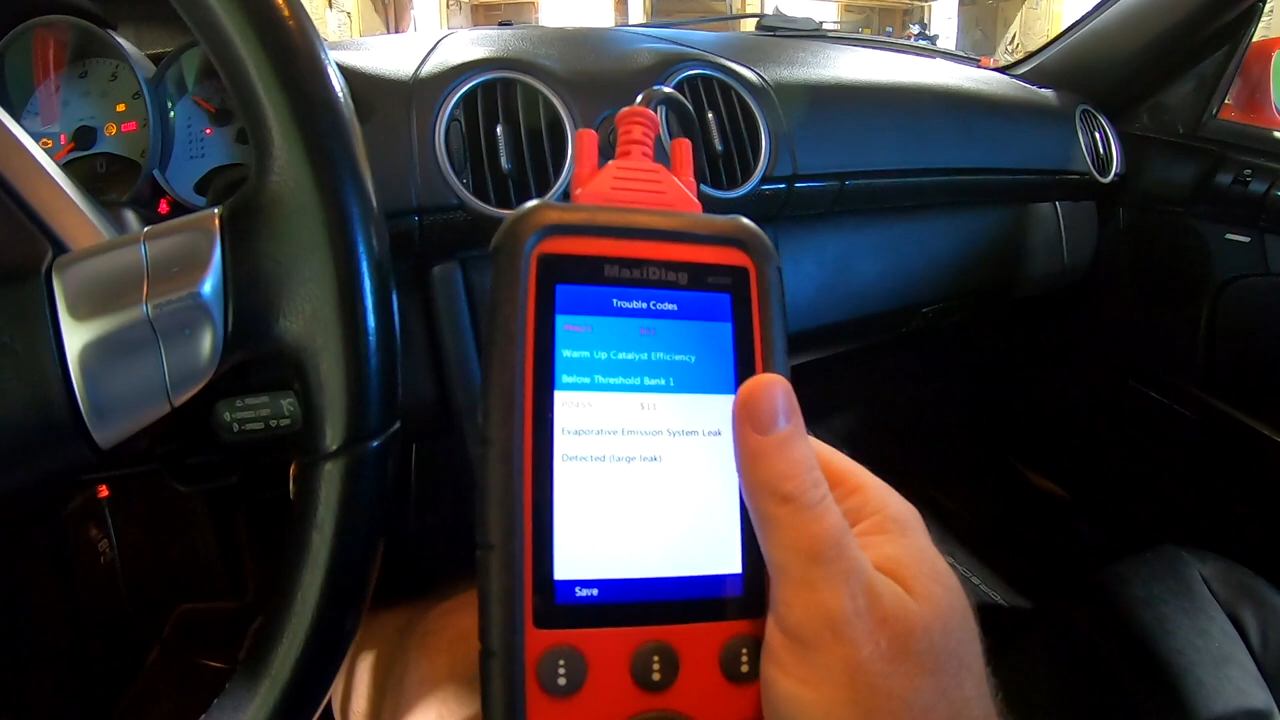 MaxiDiag
Trouble Codes
Warm Up Catalyst Efficiency
Below Threshold Bank 1
P0455 $11
Evaporative Emission System Leak
Detected (large leak)
Save